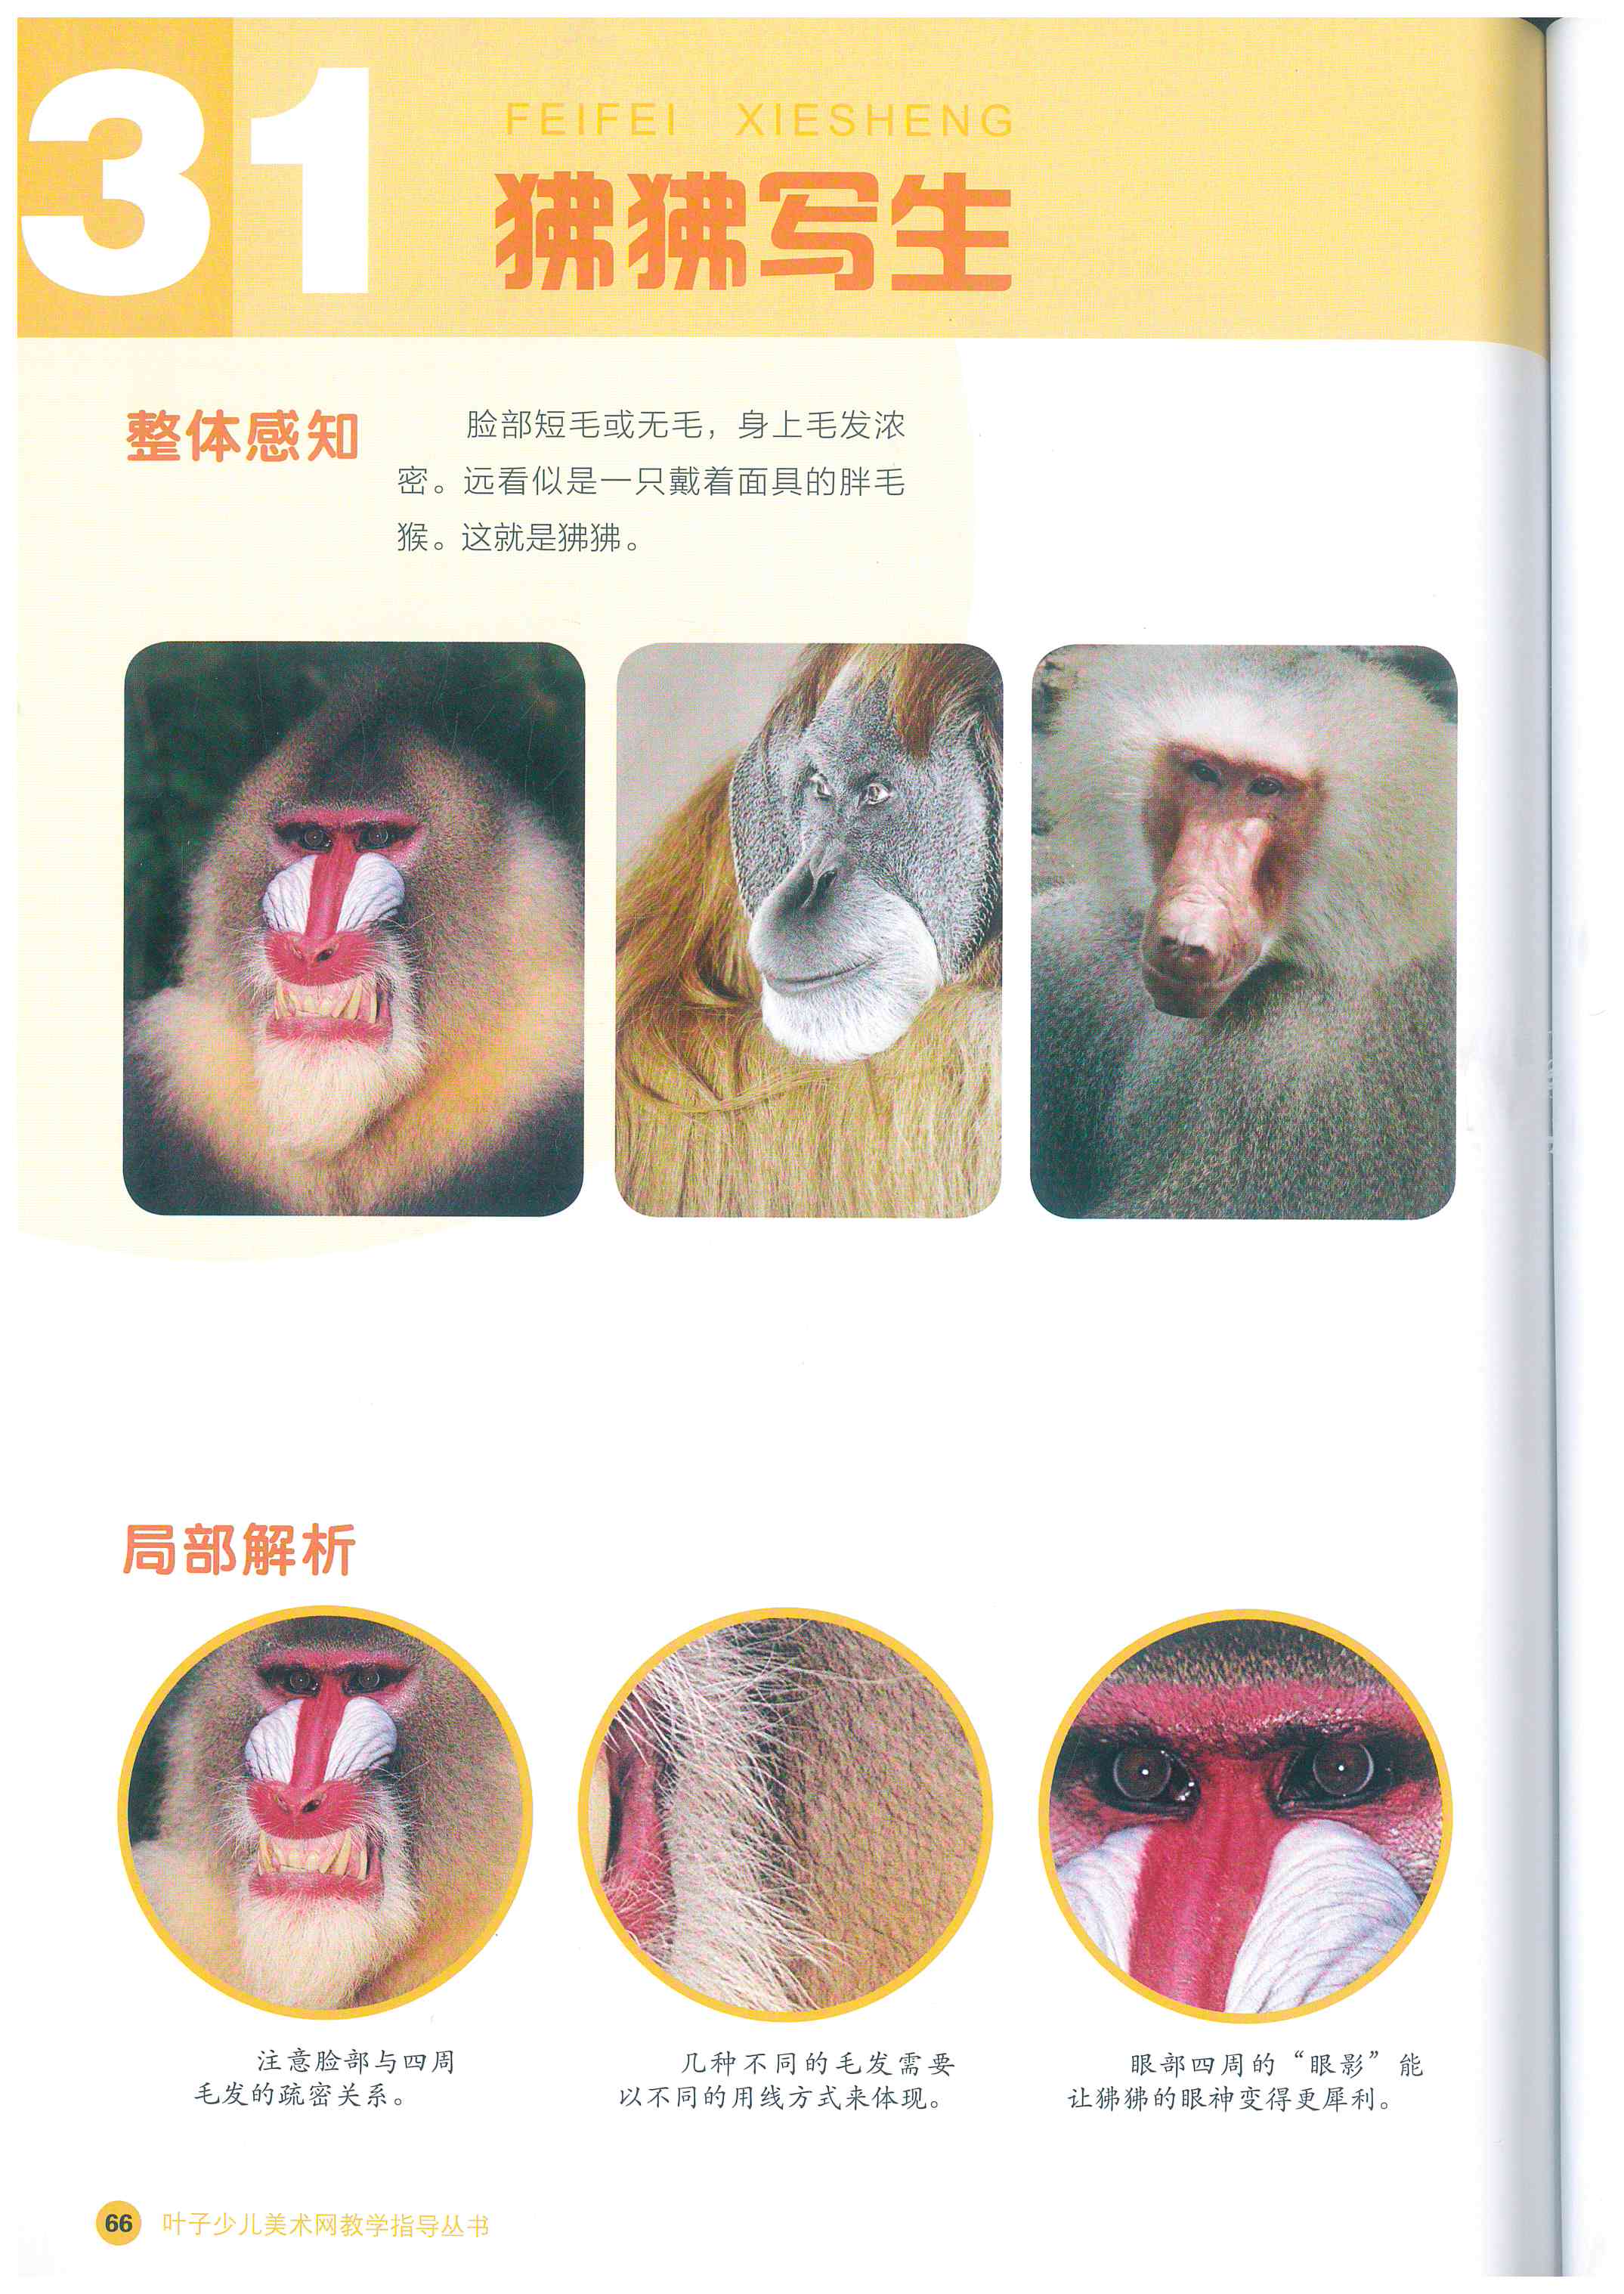 31
FEIFEI XIESHENG
狒狒写生
整体感知
脸部短毛或无毛，身上毛发浓
密。远看似是一只戴着面具的胖毛
猴。这就是狒狒。
局部解析
注意脸部与四周
毛发的疏密关系。
几种不同的毛发需要
以不同的用线方式来体现。
眼部四周的“眼影”能
让狒狒的眼神变得更犀利。
66 叶子少儿美术网教学指导丛书